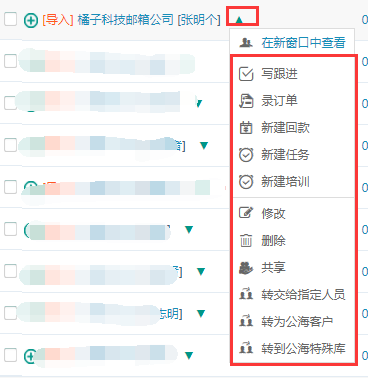 [导入] 橘子科技邮箱公司 [张明个] ▲
在新窗口中查看
写跟进
录订单
新建回款
新建任务
新建培训
修改
删除
共享
转交给指定人员
转为公海客户
转到公海特殊库
志明]